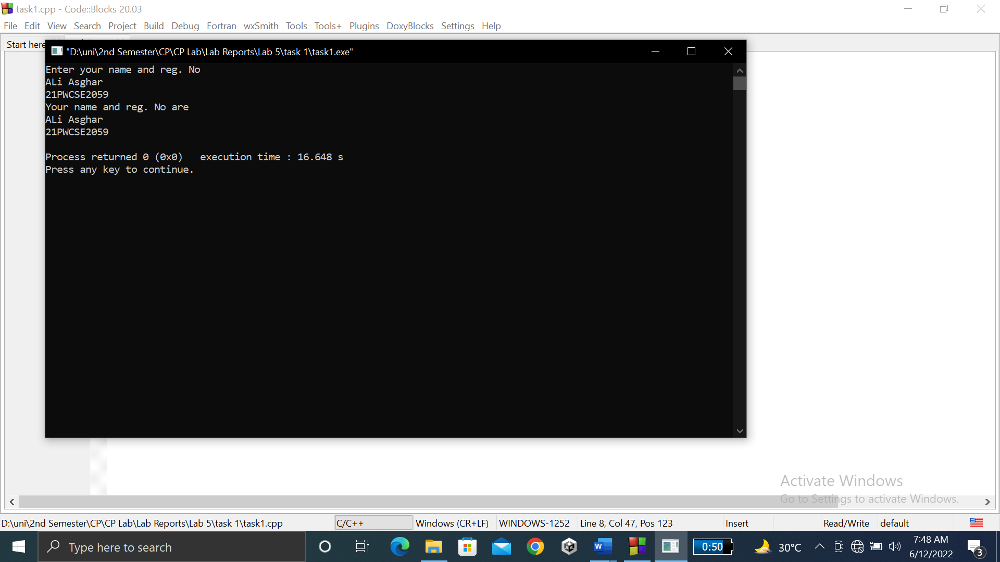 task1.cpp - Code::Blocks 20.03
File Edit View Search Project Build Debug Fortran wxSmith Tools Tools+ Plugins DoxyBlocks Settings Help
Start here
"D:\uni\2nd Semester\CP\CP Lab\Lab Reports\Lab 5\task 1\task1.exe"
Enter your name and reg. No
ALi Asghar
21PWCSE2059
Your name and reg. No are
ALi Asghar
21PWCSE2059
Process returned 0 (0x0)   execution time : 16.648 s
Press any key to continue.
Activate Windows
Go to Settings to activate Windows.
D:\uni\2nd Semester\CP\CP Lab\Lab Reports\Lab 5\task 1\task1.cpp C/C++ Windows (CR+LF) WINDOWS-1252 Line 8, Col 47, Pos 123 Insert Read/Write default
Type here to search
0:50
30°C
7:48 AM
6/12/2022
3